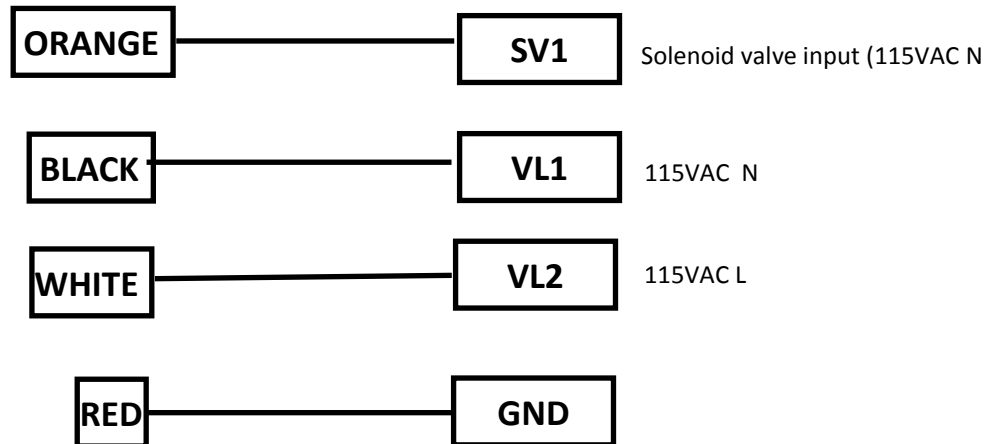 ORANGE SV1 Solenoid valve input (115VAC N
BLACK VL1 115VAC N
WHITE VL2 115VAC L
RED GND